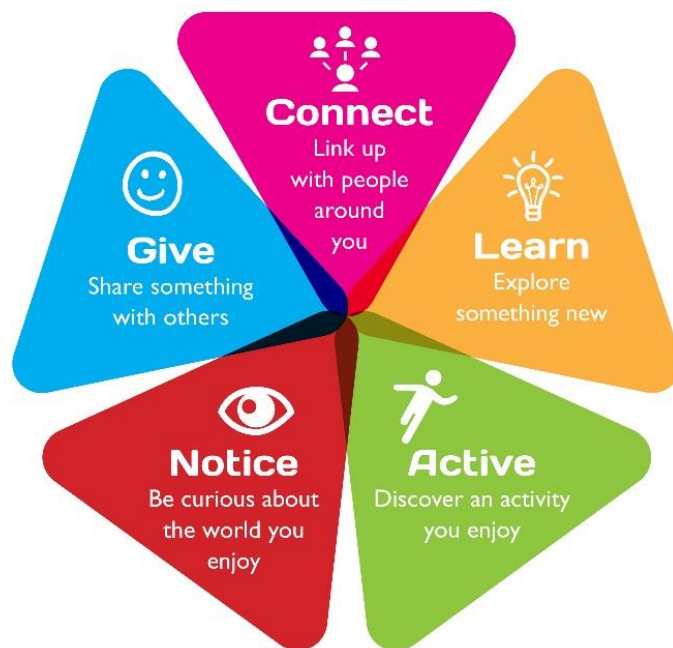 Connect
Link up
with people
around
you
Learn
Explore
something new
Active
Discover an activity
you enjoy
Notice
Be curious about
the world you
enjoy
Give
Share something
with others